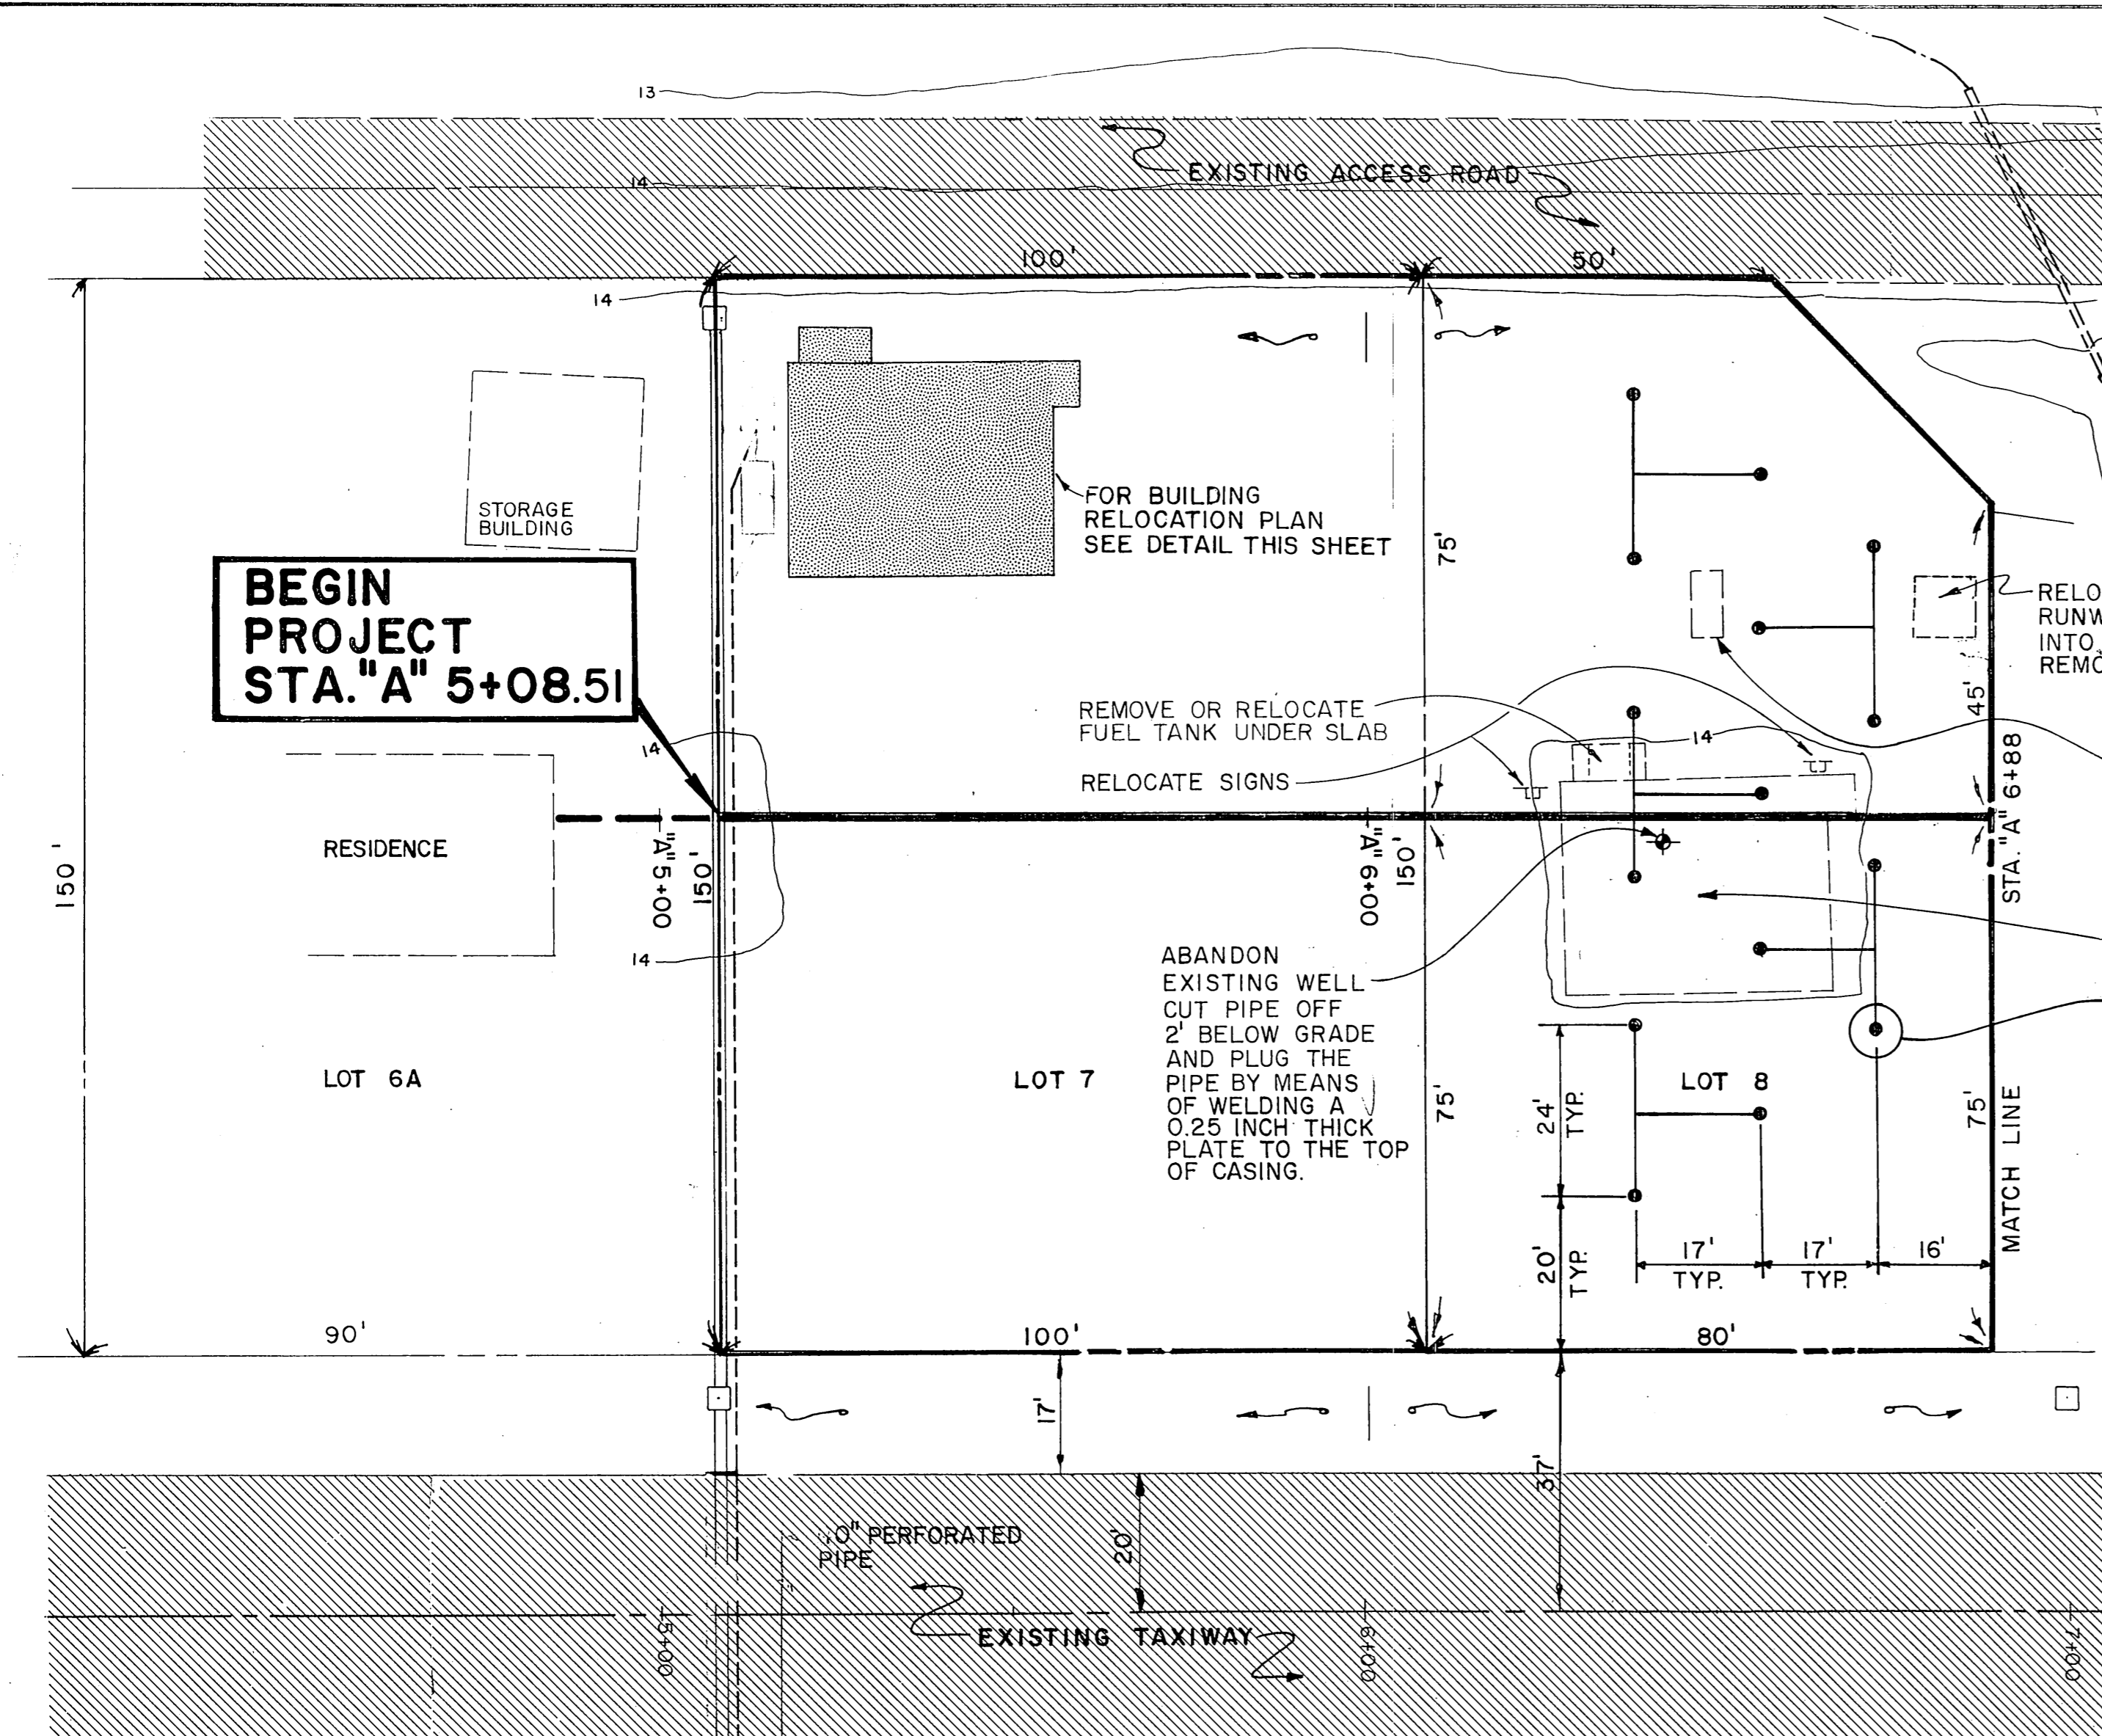 13
EXISTING ACCESS ROAD
14
100'
50'
14
STORAGE
BUILDING
FOR BUILDING
RELOCATION PLAN
SEE DETAIL THIS SHEET
75'
BEGIN
PROJECT
STA."A" 5+08.51
RUNW
INTO
REMO
RELO
45'
REMOVE OR RELOCATE
FUEL TANK UNDER SLAB
RELOCATE SIGNS
14
14
STA. "A" 6+88
RESIDENCE
150'
"A" 5+00
150'
"A" 6+00
150'
14
ABANDON
EXISTING WELL
CUT PIPE OFF
2' BELOW GRADE
AND PLUG THE
PIPE BY MEANS
OF WELDING A
0.25 INCH THICK
PLATE TO THE TOP
OF CASING.
LOT 6A
LOT 7
75'
24'
TYP.
LOT 8
75'
MATCH LINE
20'
TYP.
17'
TYP.
17'
TYP.
16'
90'
100'
80'
17'
37'
20'
0" PERFORATED
PIPE
EXISTING TAXIWAY
5+00
6+00
7+00